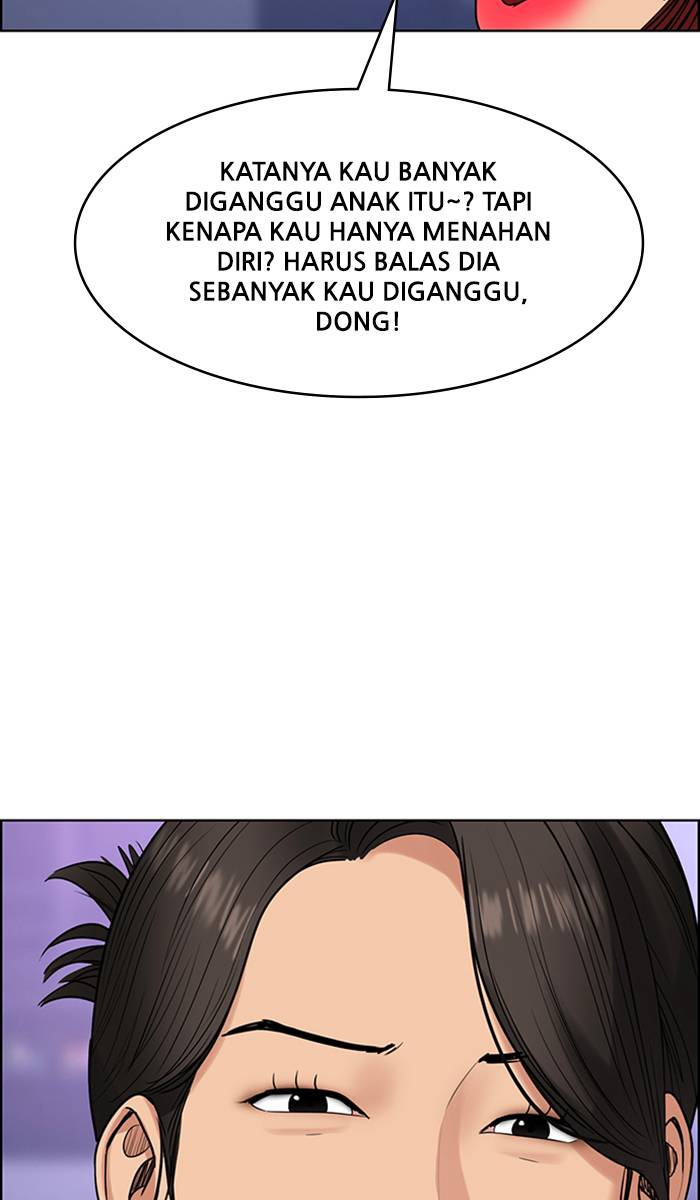 KATANYA KAU BANYAK
DIGANGGU ANAK ITU~? TAPI
KENAPA KAU HANYA MENAHAN
DIRI? HARUS BALAS DIA
SEBANYAK KAU DIGANGGU,
DONG!